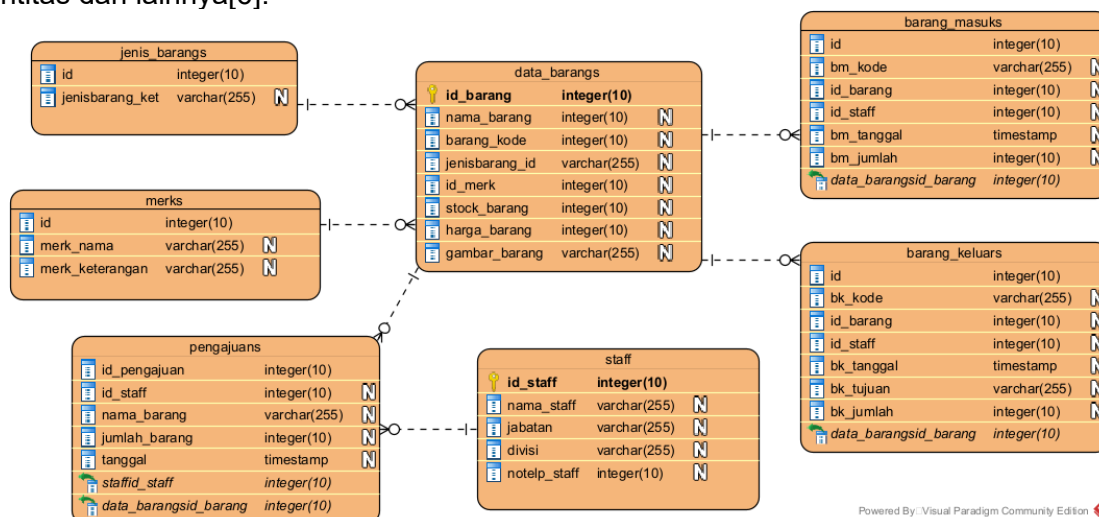 entitas dan lainnya[6].
jenis_barangs
id integer(10)
jenisbarang_ket varchar(255) N
merks
id integer(10)
merk_nama varchar(255) N
merk_keterangan varchar(255) N
data_barangs
id_barang integer(10)
nama_barang integer(10) N
barang_kode integer(10) N
jenisbarang_id varchar(255) N
id_merk integer(10) N
stock_barang integer(10) N
harga_barang integer(10) N
gambar_barang varchar(255) N
pengajuans
id_pengajuan integer(10)
id_staff integer(10) N
nama_barang varchar(255) N
jumlah_barang integer(10) N
tanggal timestamp N
staffid_staff integer(10)
data_barangsid_barang integer(10)
staff
id_staff integer(10)
nama_staff varchar(255) N
jabatan varchar(255) N
divisi varchar(255) N
notelp_staff integer(10) N
barang_masuks
id integer(10)
bm_kode varchar(255) N
id_barang integer(10) N
id_staff integer(10) N
bm_tanggal timestamp N
bm_jumlah integer(10) N
data_barangsid_barang integer(10)
barang_keluars
id integer(10)
bk_kode varchar(255) N
id_barang integer(10) N
id_staff integer(10) N
bk_tanggal timestamp N
bk_tujuan varchar(255) N
bk_jumlah integer(10) N
data_barangsid_barang integer(10)
Powered By Visual Paradigm Community Edition